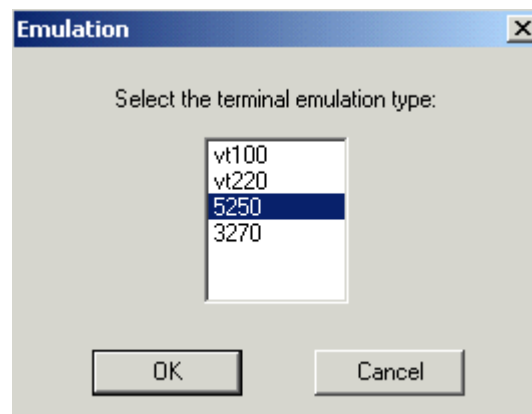 Emulation
Select the terminal emulation type:
vt100
vt220
5250
3270
OK Cancel